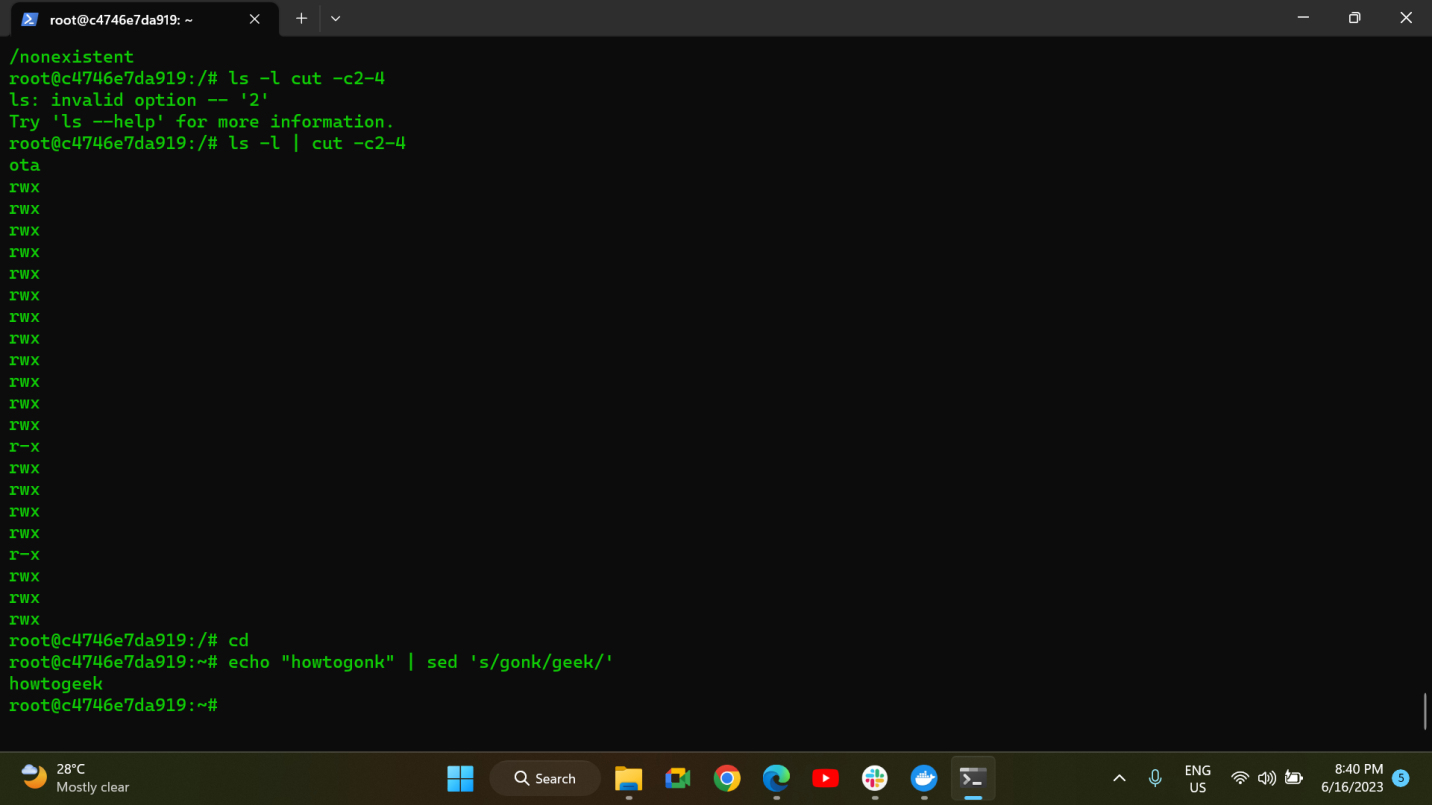 root@c4746e7da919: ~
/nonexistent
root@c4746e7da919:/# ls -l cut -c2-4
ls: invalid option -- '2'
Try 'ls --help' for more information.
root@c4746e7da919:/# ls -l | cut -c2-4
ota
rwx
rwx
rwx
rwx
rwx
rwx
rwx
rwx
rwx
rwx
rwx
rwx
r-x
rwx
rwx
rwx
rwx
r-x
rwx
rwx
rwx
root@c4746e7da919:/# cd
root@c4746e7da919:~# echo "howtogonk" | sed 's/gonk/geek/'
howtogeek
root@c4746e7da919:~#
28°C
Mostly clear
Search
ENG
US
8:40 PM
6/16/2023
5